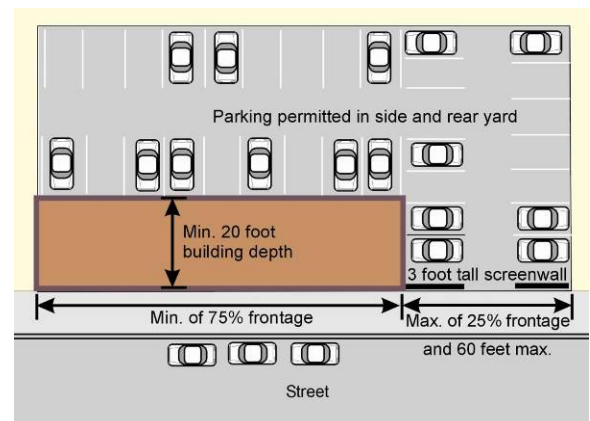 Parking permitted in side and rear yard
Min. 20 foot
building depth
3 foot tall screenwall
Min. of 75% frontage
Max. of 25% frontage
and 60 feet max.
Street